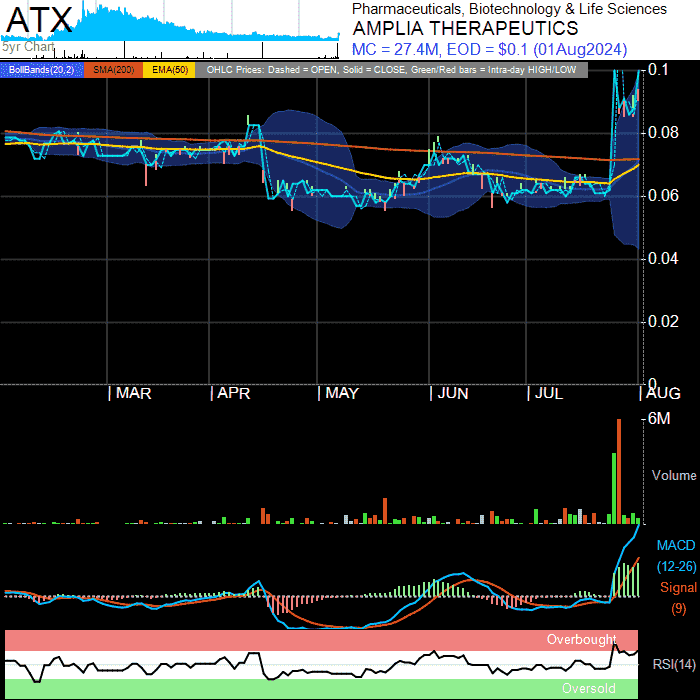 ATX
5yr Chart
Pharmaceuticals, Biotechnology & Life Sciences
AMPLIA THERAPEUTICS
MC = 27.4M, EOD = $0.1 (01Aug2024)
BollBands(20,2) SMA(200) EMA(50) OHLC Prices: Dashed = OPEN, Solid = CLOSE, Green/Red bars = Intra-day HIGH/LOW
0.1
0.08
0.06
0.04
0.02
0
MAR APR MAY JUN JUL AUG
6M
Volume
MACD
(12-26)
Signal
(9)
Overbought
RSI(14)
Oversold